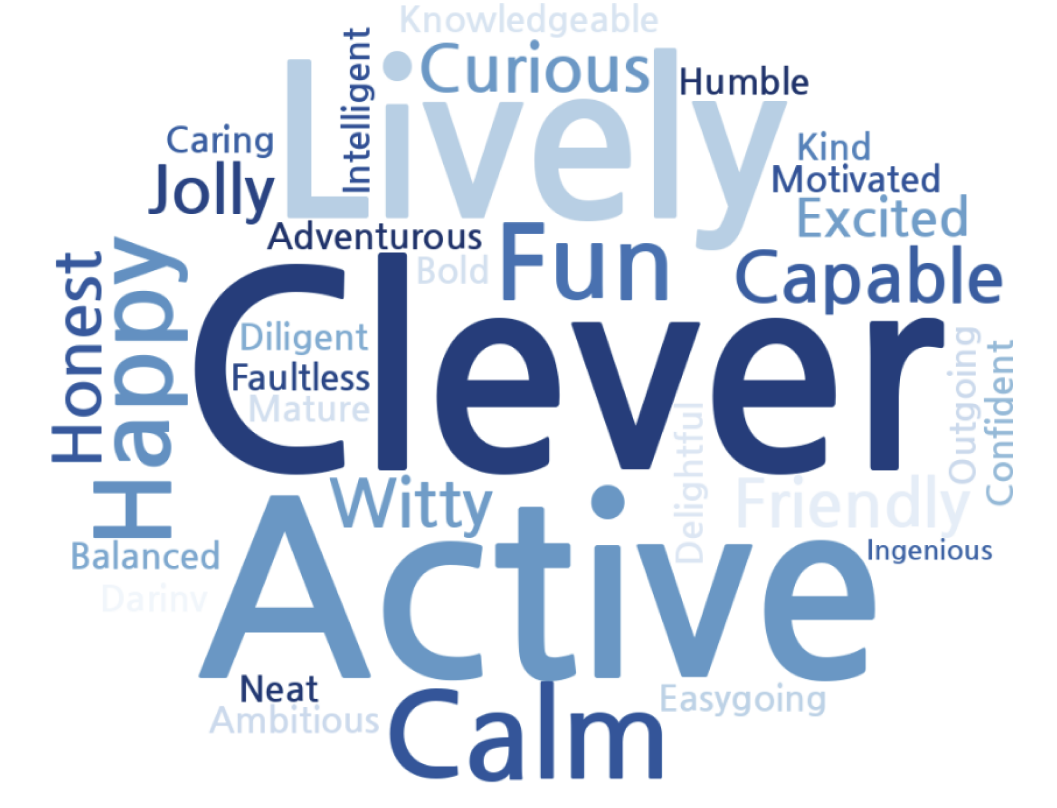 Knowledgeable
Curious
Intelligent
Lively
Humble
Caring
Kind
Jolly
Motivated
Excited
Adventurous
Fun
Bold
Capable
Honest
Happy
Clever
Diligent
Faultless
Mature
Outgoing
Confident
Delightful
Witty
Friendly
Active
Balanced
Ingenious
Darinv
Neat
Easygoing
Ambitious
Calm